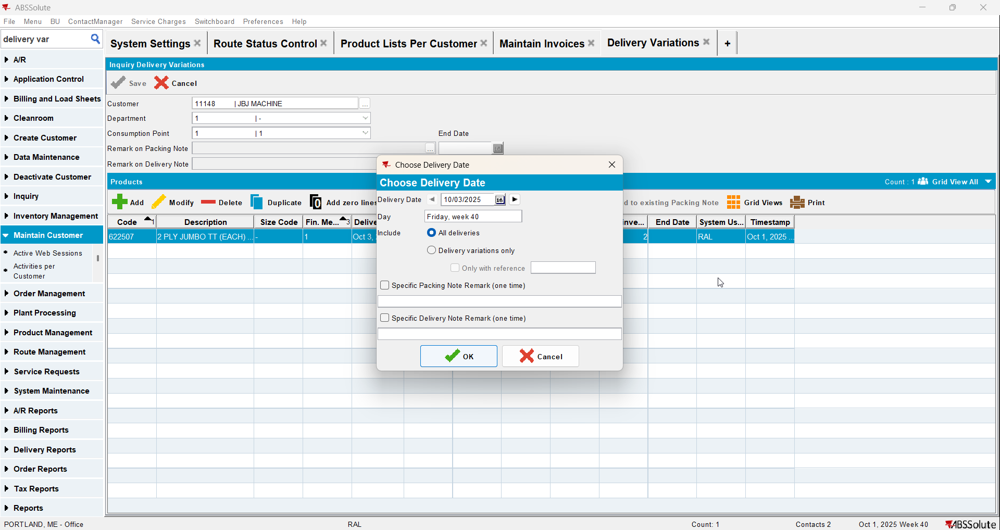 ABSSolute
File Menu BU ContactManager Service Charges Switchboard Preferences Help
delivery var
System Settings
Route Status Control
Product Lists Per Customer
Maintain Invoices
Delivery Variations
+
A/R
Application Control
Billing and Load Sheets
Cleanroom
Create Customer
Data Maintenance
Deactivate Customer
Inquiry
Inventory Management
Maintain Customer
Active Web Sessions
Activities per
Customer
Order Management
Plant Processing
Product Management
Route Management
Service Requests
System Maintenance
A/R Reports
Billing Reports
Delivery Reports
Order Reports
Tax Reports
Reports
Inquiry Delivery Variations
Save Cancel
Customer 11148 | JBJ MACHINE ...
Department 1 | -
Consumption Point 1 | 1 End Date
Remark on Packing Note ... 16
Remark on Delivery Note
Products Count : 1 Grid View All
Add Modify Delete Duplicate 0 Add zero lines d to existing Packing Note Grid Views Print
Code 1 Description Size Code Fin. Me... 3 Delive inve... End Date System Us... Timestamp
622507 2 PLY JUMBO TT (EACH) ... - 1 Oct 3, 2 RAL Oct 1, 2025 ...
Choose Delivery Date
Choose Delivery Date
Delivery Date 10/03/2025 16
Day Friday, week 40
Include All deliveries
Delivery variations only
Only with reference
Specific Packing Note Remark (one time)
Specific Delivery Note Remark (one time)
OK Cancel
PORTLAND, ME - Office RAL Count: 1 Contacts 2 Oct 1, 2025 Week 40 ABSSolute